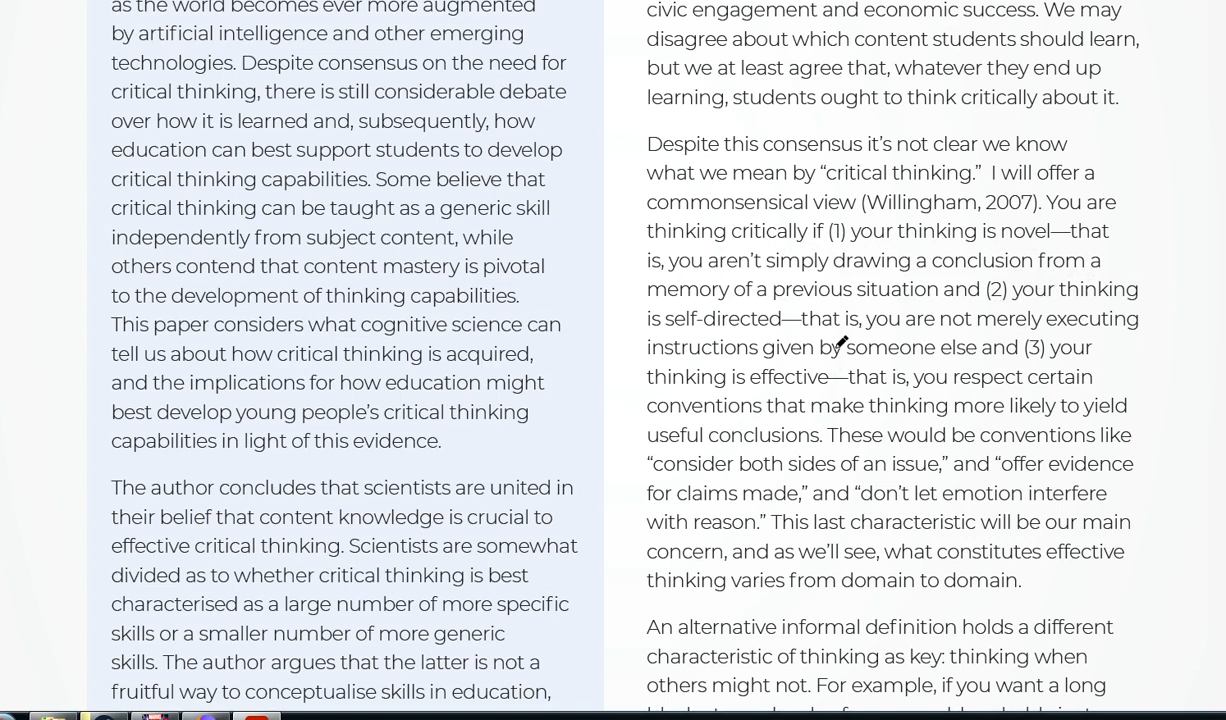 as the world becomes ever more augmented
by artificial intelligence and other emerging
technologies. Despite consensus on the need for
critical thinking, there is still considerable debate
over how it is learned and, subsequently, how
education can best support students to develop
critical thinking capabilities. Some believe that
critical thinking can be taught as a generic skill
independently from subject content, while
others contend that content mastery is pivotal
to the development of thinking capabilities.
This paper considers what cognitive science can
tell us about how critical thinking is acquired,
and the implications for how education might
best develop young people’s critical thinking
capabilities in light of this evidence.
The author concludes that scientists are united in
their belief that content knowledge is crucial to
effective critical thinking. Scientists are somewhat
divided as to whether critical thinking is best
characterised as a large number of more specific
skills or a smaller number of more generic
skills. The author argues that the latter is not a
fruitful way to conceptualise skills in education,
civic engagement and economic success. We may
disagree about which content students should learn,
but we at least agree that, whatever they end up
learning, students ought to think critically about it.
Despite this consensus it’s not clear we know
what we mean by “critical thinking.”  I will offer a
commonsensical view (Willingham, 2007). You are
thinking critically if (1) your thinking is novel—that
is, you aren’t simply drawing a conclusion from a
memory of a previous situation and (2) your thinking
is self-directed—that is, you are not merely executing
instructions given by someone else and (3) your
thinking is effective—that is, you respect certain
conventions that make thinking more likely to yield
useful conclusions. These would be conventions like
“consider both sides of an issue,” and “offer evidence
for claims made,” and “don’t let emotion interfere
with reason.” This last characteristic will be our main
concern, and as we’ll see, what constitutes effective
thinking varies from domain to domain.
An alternative informal definition holds a different
characteristic of thinking as key: thinking when
others might not. For example, if you want a long